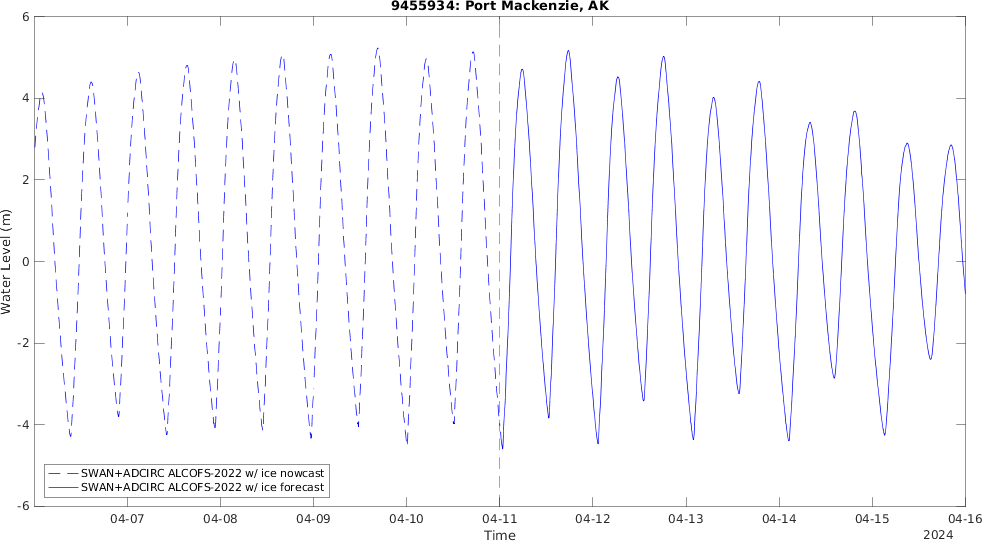 9455934: Port Mackenzie, AK
6
4
2
0
-2
-4
-6
Water Level (m)
SWAN+ADCIRC ALCOFS-2022 w/ ice nowcast
SWAN+ADCIRC ALCOFS-2022 w/ ice forecast
04-07 04-08 04-09 04-10 04-11 04-12 04-13 04-14 04-15 04-16
Time
2024